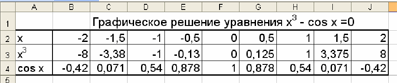 A B C D E F G H I J
1 Графическое решение уравнения x³ - cos x =0
2 x -2 -1,5 -1 -0,5 0 0,5 1 1,5 2
3 x³ -8 -3,38 -1 -0,13 0 0,125 1 3,375 8
4 cos x -0,42 0,071 0,54 0,878 1 0,878 0,54 0,071 -0,42